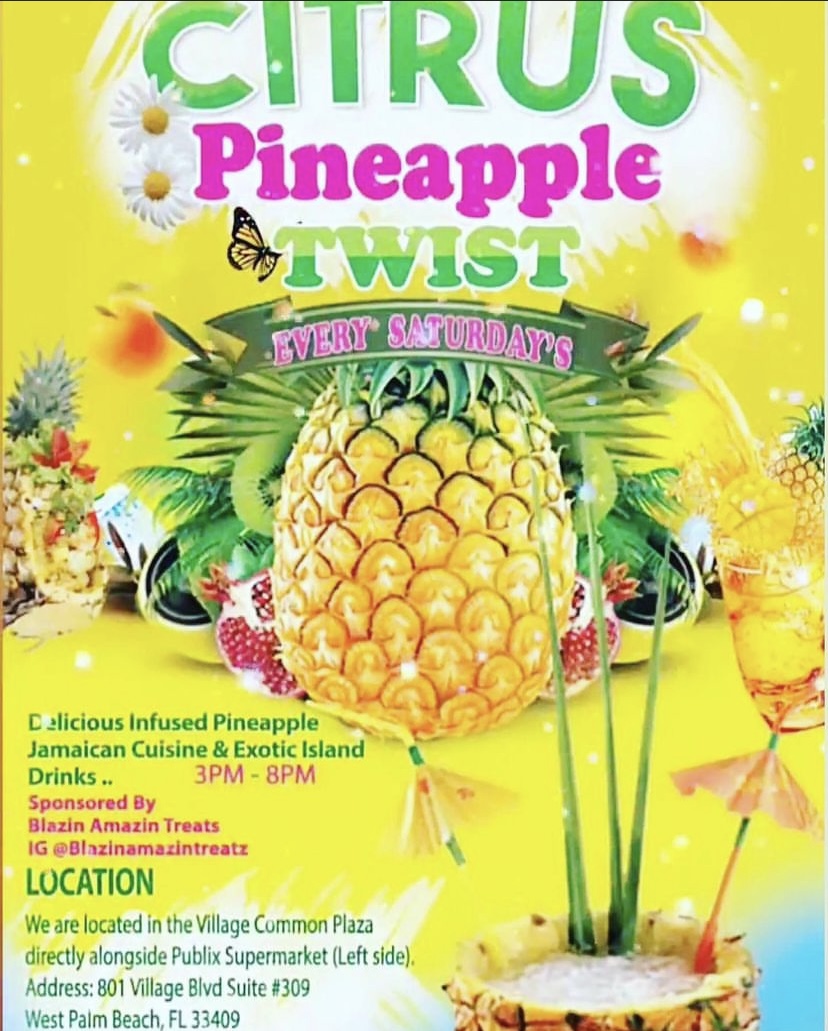 CITRUS
Pineapple
TWIST
EVERY SATURDAY'S
Delicious Infused Pineapple
Jamaican Cuisine & Exotic Island
Drinks .. 3PM - 8PM
Sponsored By
Blazin Amazin Treats
IG @Blazinamazintreatz
LOCATION
We are located in the Village Common Plaza
directly alongside Publix Supermarket (Left side).
Address: 801 Village Blvd Suite #309
West Palm Beach, FL 33409